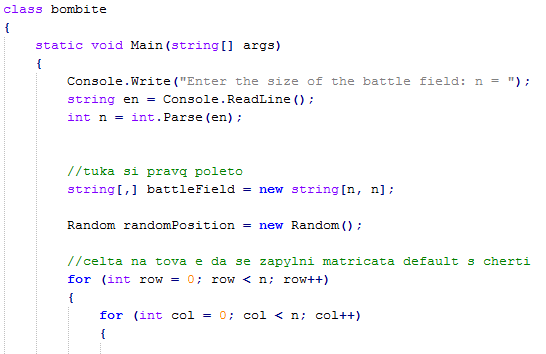 class bombite
{
    static void Main(string[] args)
    {
        Console.Write("Enter the size of the battle field: n = ");
        string en = Console.ReadLine();
        int n = int.Parse(en);

        //tuka si pravq poleto
        string[,] battleField = new string[n, n];

        Random randomPosition = new Random();

        //celta na tova e da se zapylni matricata default s cherti
        for (int row = 0; row < n; row++)
        {
            for (int col = 0; col < n; col++)
            {